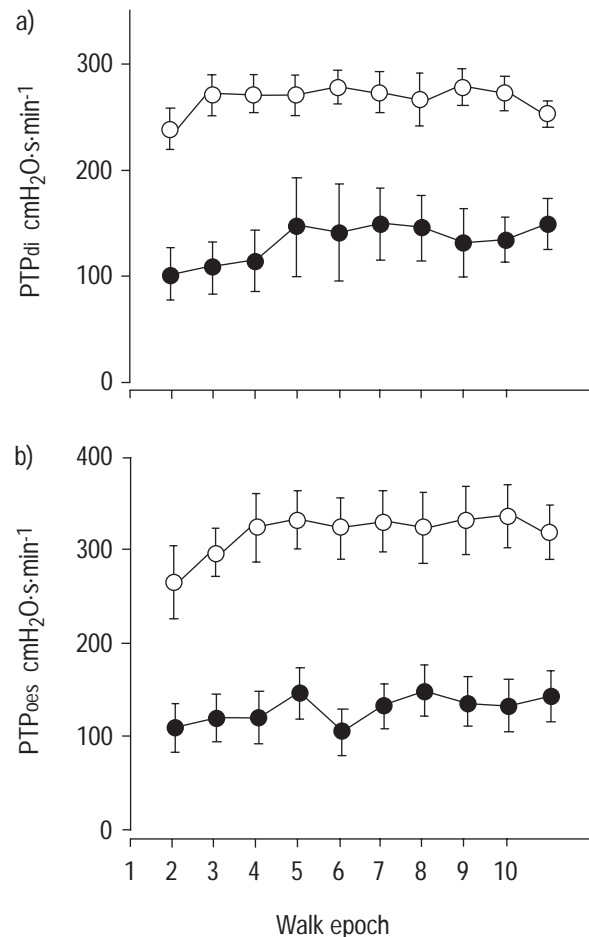 a)
300
200
100
0
PTPdi cmH₂O·s·min⁻¹
b)
400
300
200
100
0
PTPoes cmH₂O·s·min⁻¹
1 2 3 4 5 6 7 8 9 10
Walk epoch